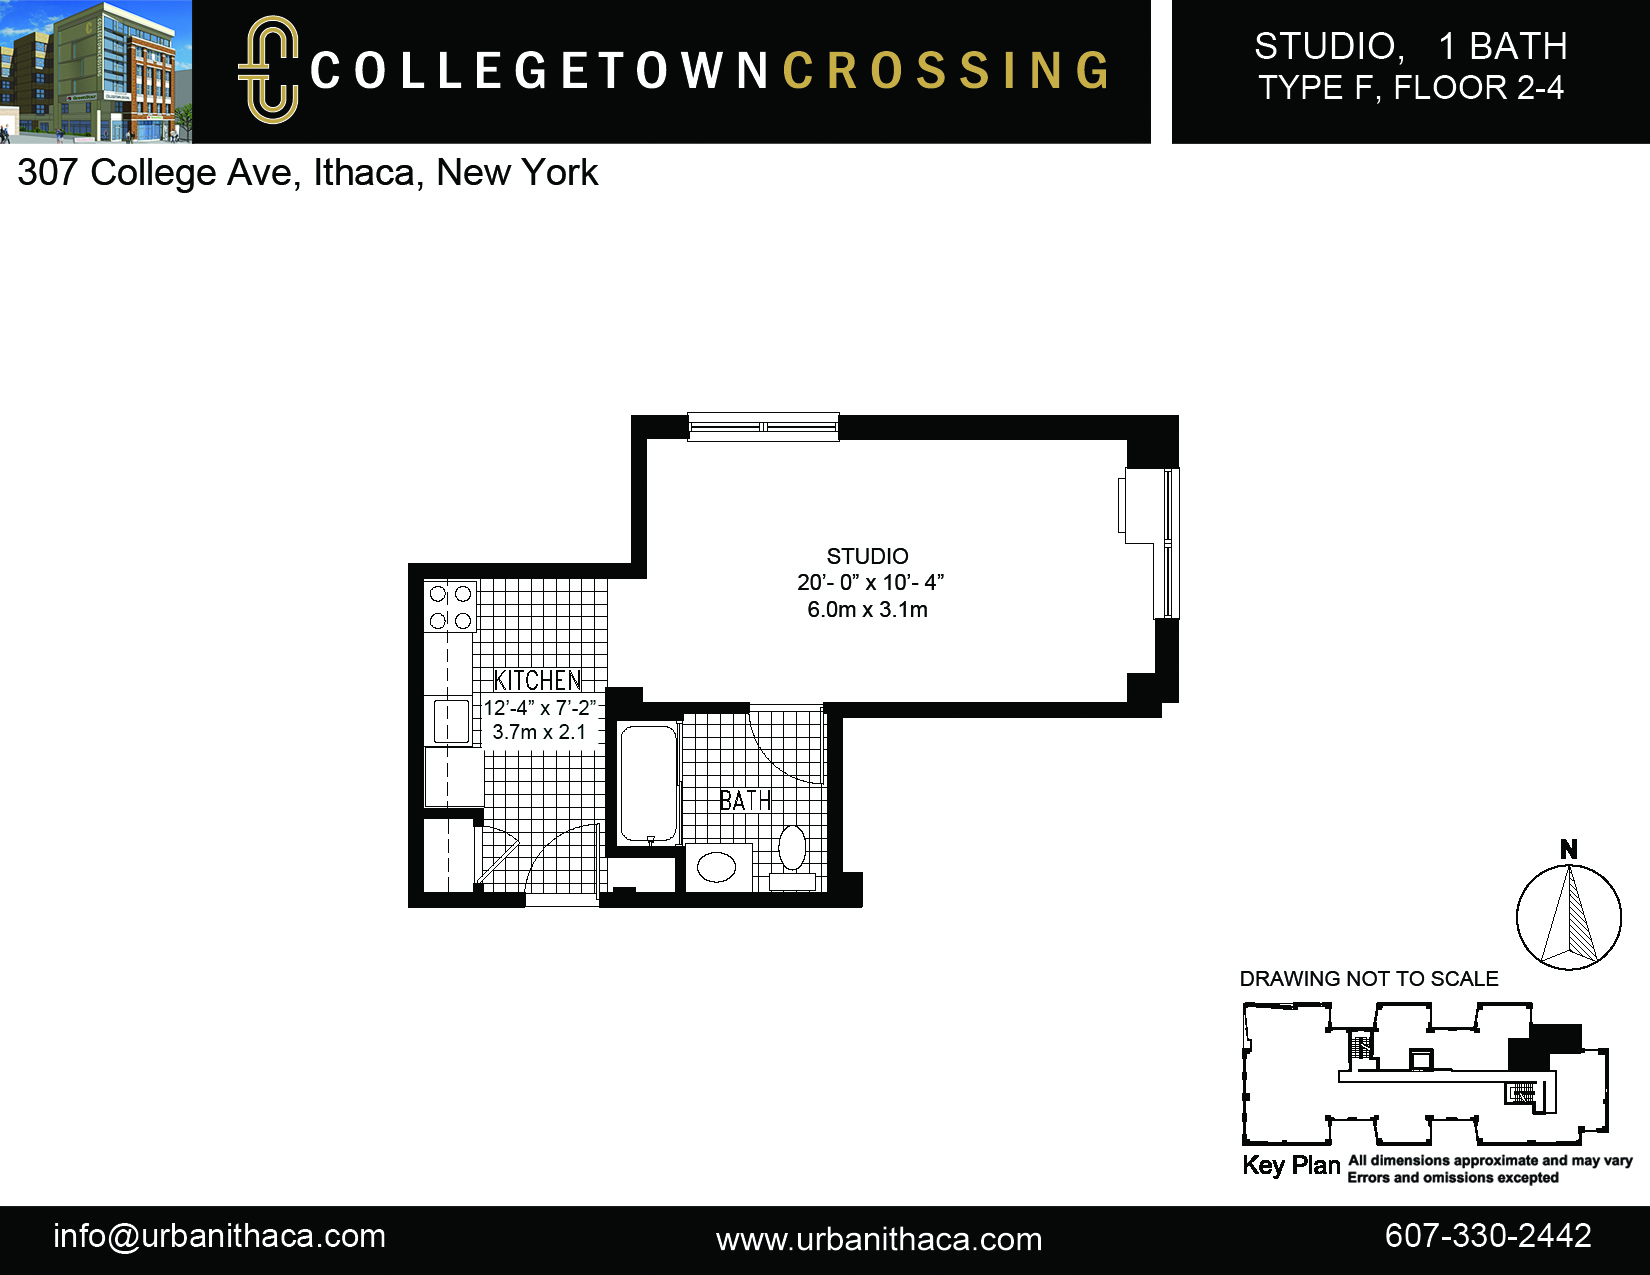 COLLEGETOWNCROSSING
STUDIO, 1 BATH
TYPE F, FLOOR 2-4
307 College Ave, Ithaca, New York
STUDIO
20’- 0” x 10’- 4”
6.0m x 3.1m
KITCHEN
12’-4” x 7’-2”
3.7m x 2.1
BATH
N
DRAWING NOT TO SCALE
Key Plan
All dimensions approximate and may vary
Errors and omissions excepted
info@urbanithaca.com
www.urbanithaca.com
607-330-2442